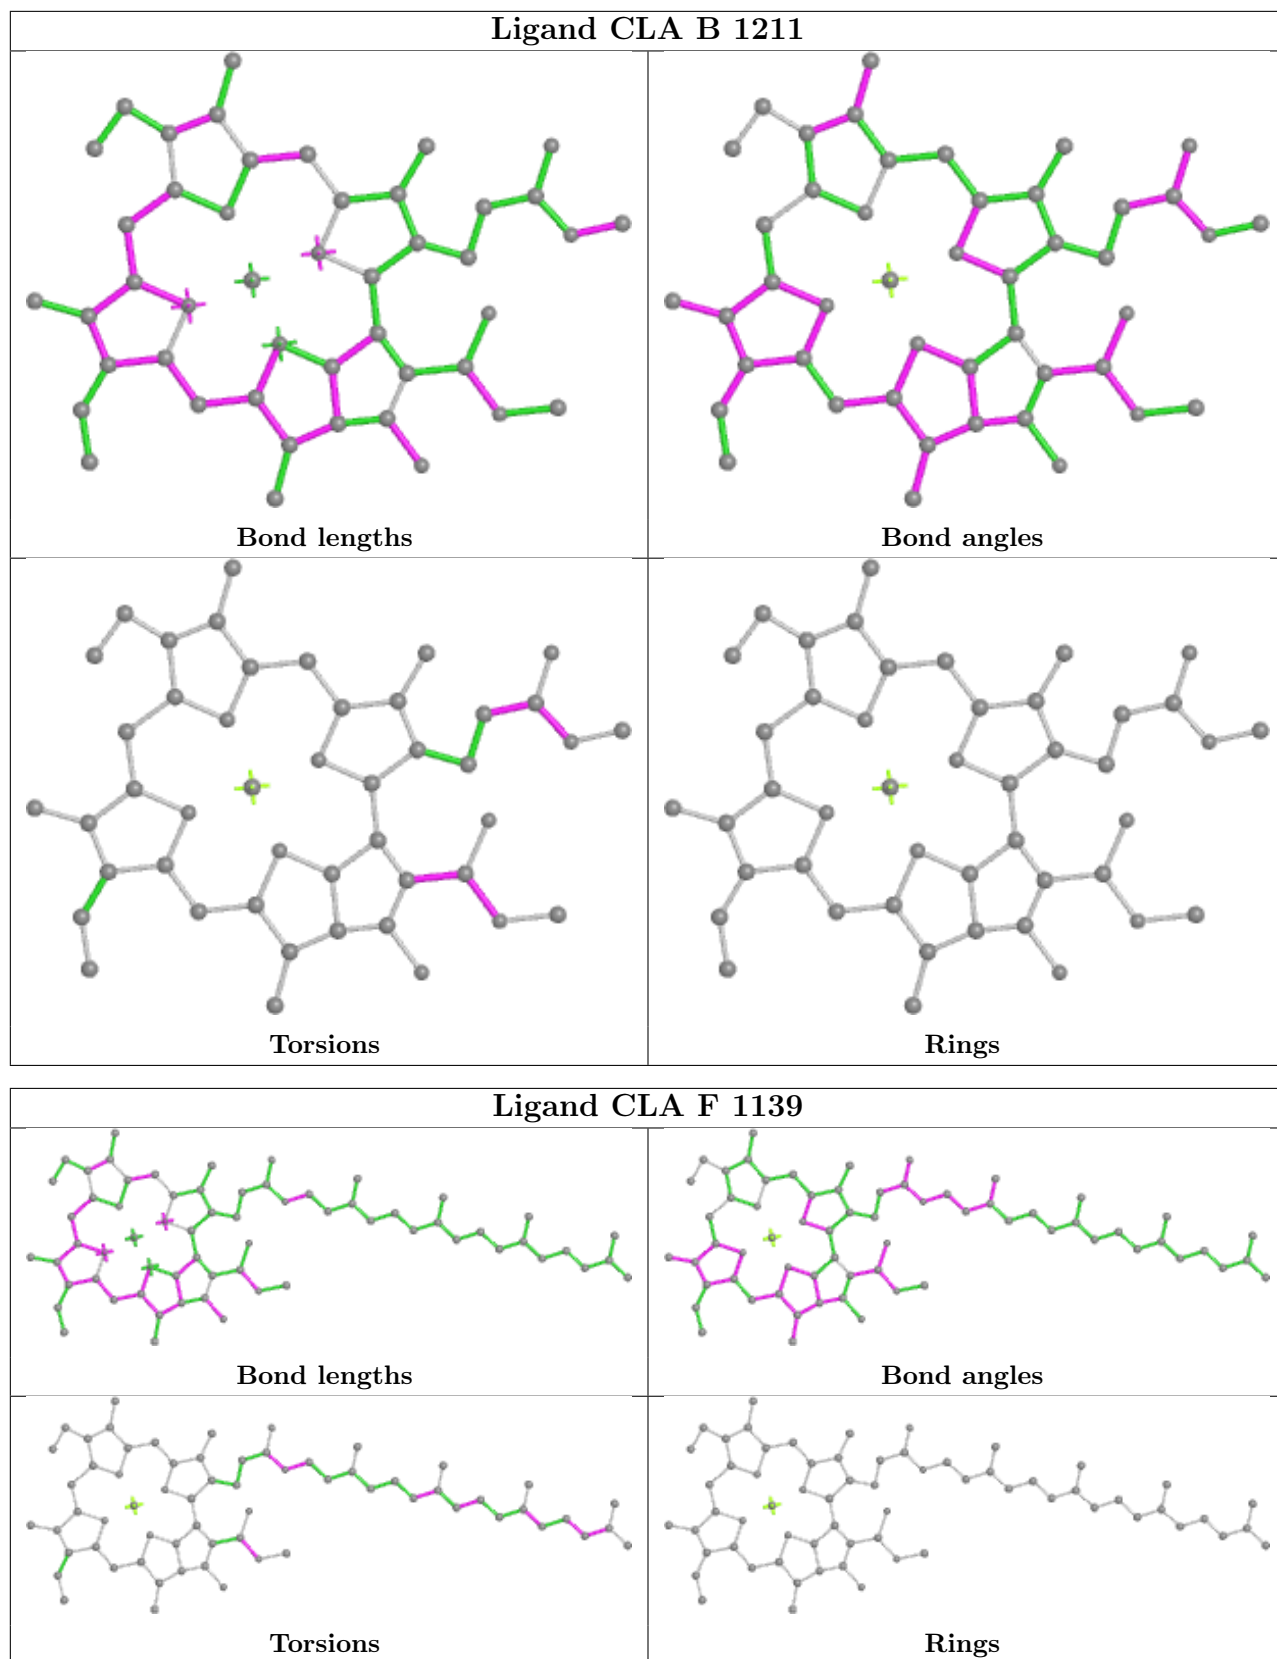 Ligand CLA B 1211
Bond lengths
Bond angles
Torsions
Rings
Ligand CLA F 1139
Bond lengths
Bond angles
Torsions
Rings